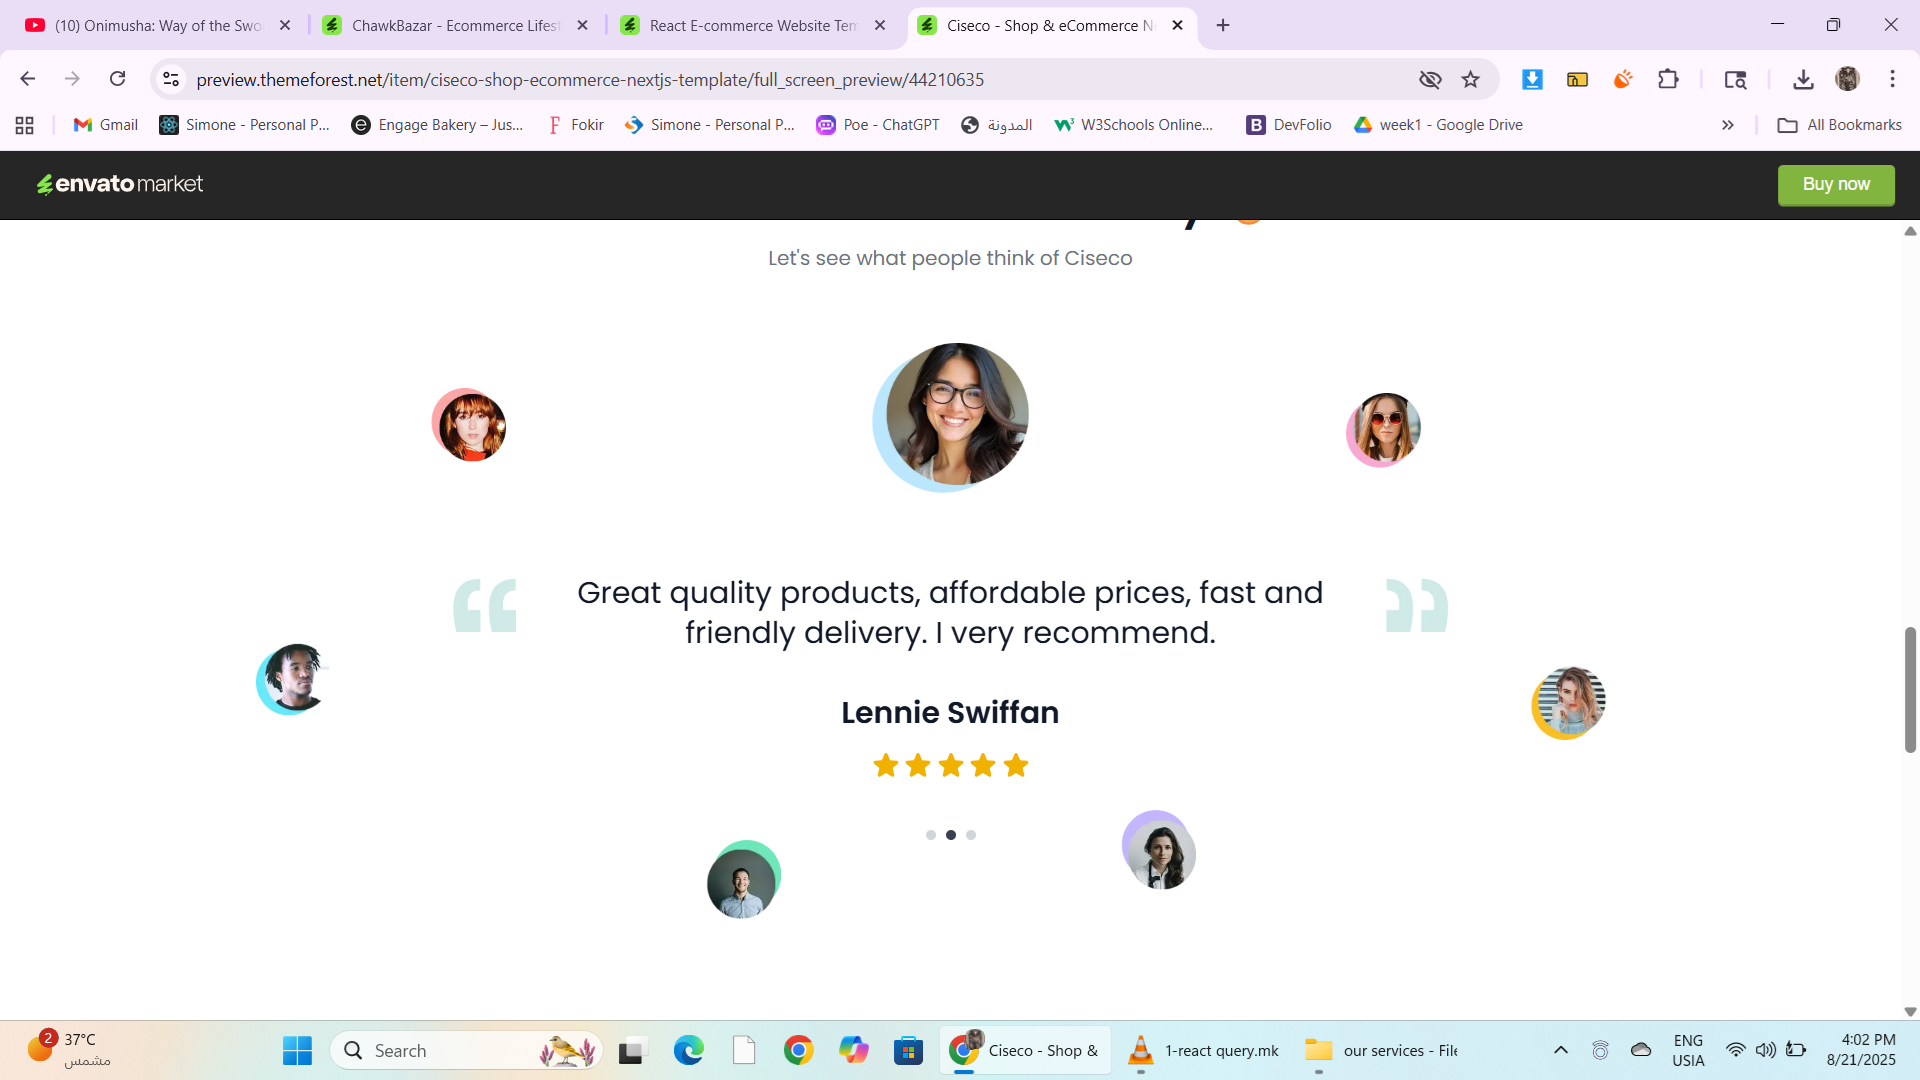 (10) Onimusha: Way of the Swo
ChawkBazar - Ecommerce Lifest
React E-commerce Website Tem
Ciseco - Shop & eCommerce N
preview.themeforest.net/item/ciseco-shop-ecommerce-nextjs-template/full_screen_preview/44210635
Gmail
Simone - Personal P...
Engage Bakery – Jus...
Fokir
Simone - Personal P...
Poe - ChatGPT
المدونة
W3Schools Online...
DevFolio
week1 - Google Drive
All Bookmarks
envato market
Buy now
Let's see what people think of Ciseco
“ Great quality products, affordable prices, fast and ”
friendly delivery. I very recommend.
Lennie Swiffan
2
37°C
مشمس
Search
Ciseco - Shop &
1-react query.mk
our services - File
ENG
USIA
4:02 PM
8/21/2025